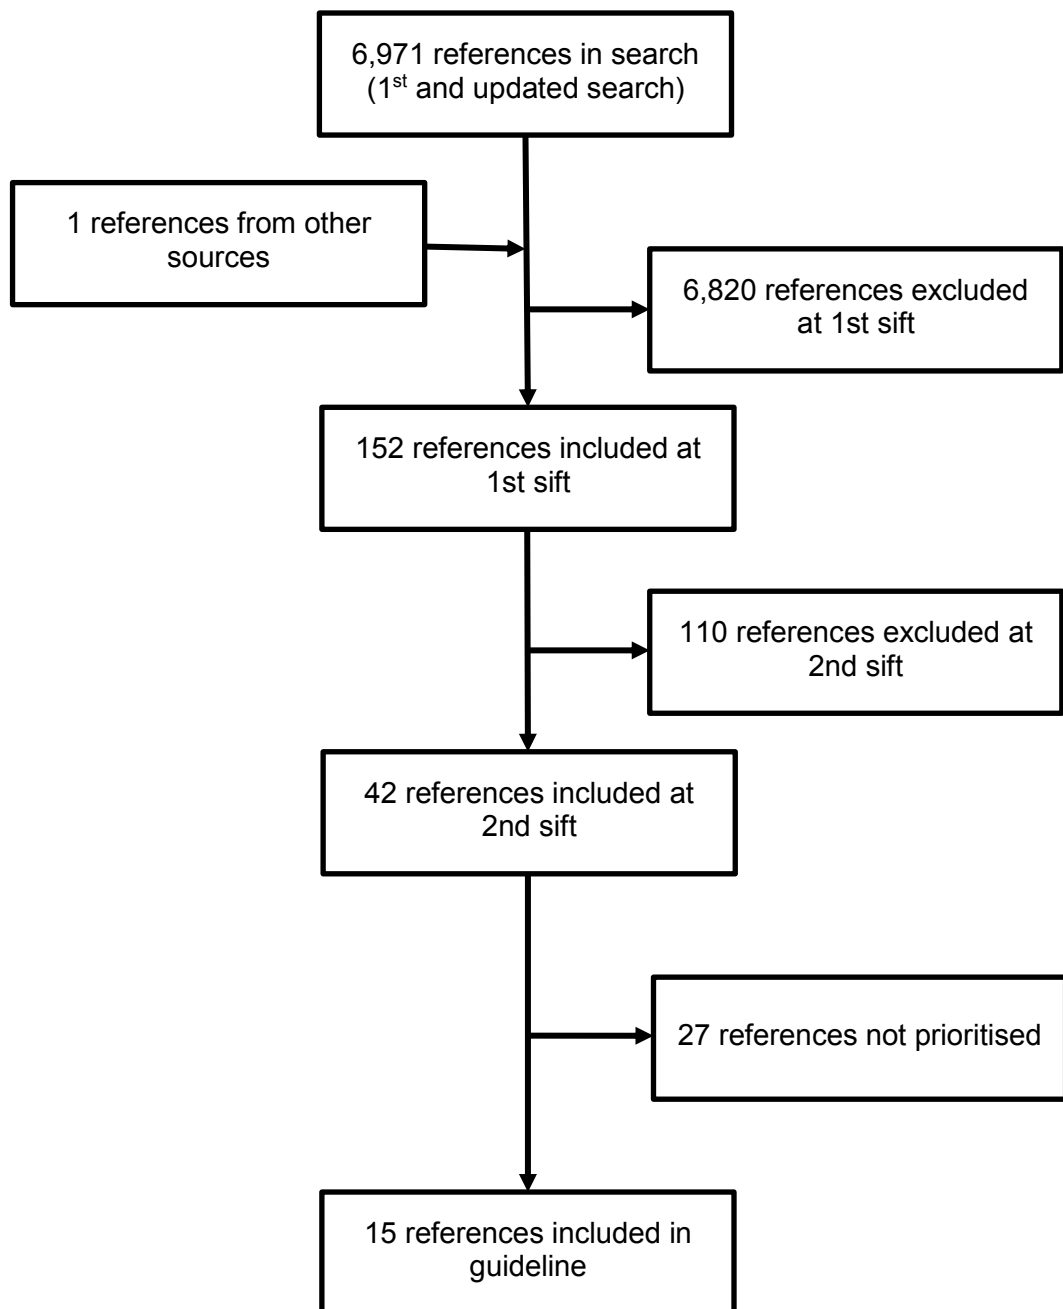 6,971 references in search
(1st and updated search)
1 references from other
sources
6,820 references excluded
at 1st sift
152 references included at
1st sift
110 references excluded at
2nd sift
42 references included at
2nd sift
27 references not prioritised
15 references included in
guideline